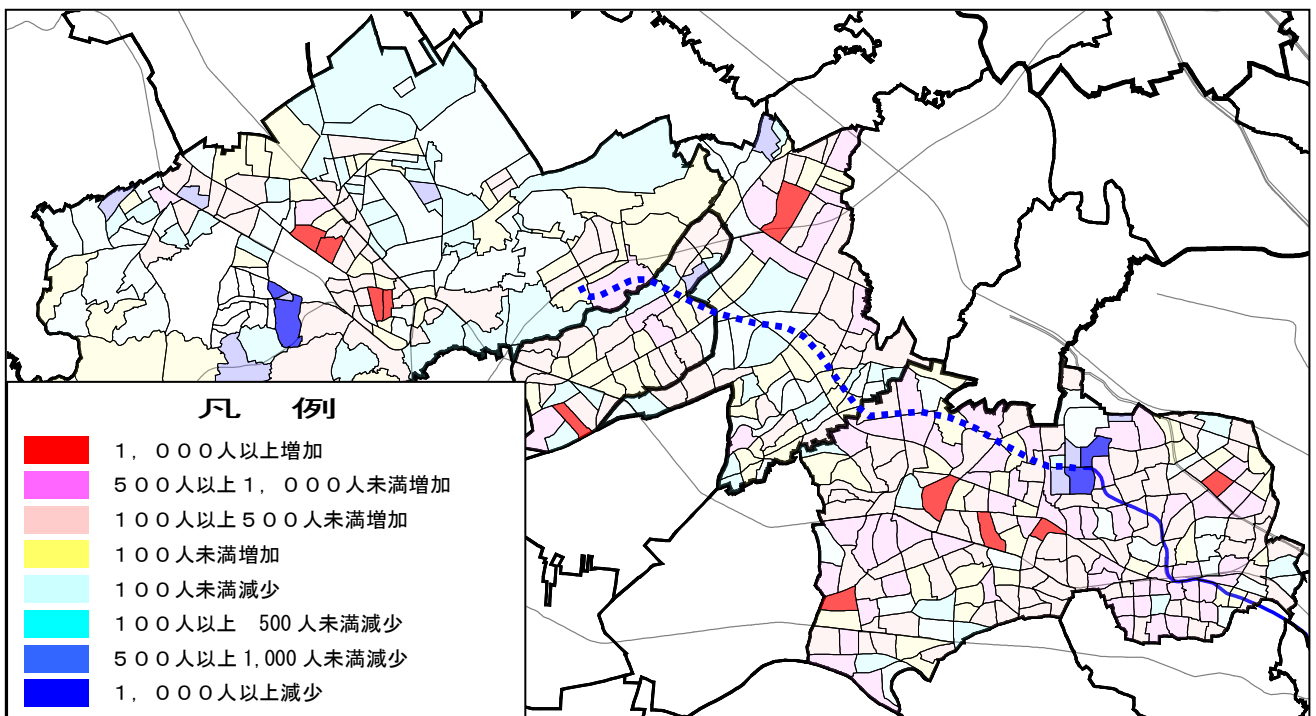 凡　例
１，０００人以上増加
５００人以上１，０００人未満増加
１００人以上５００人未満増加
１００人未満増加
１００人未満減少
１００人以上　500 人未満減少
５００人以上 1,000 人未満減少
１，０００人以上減少